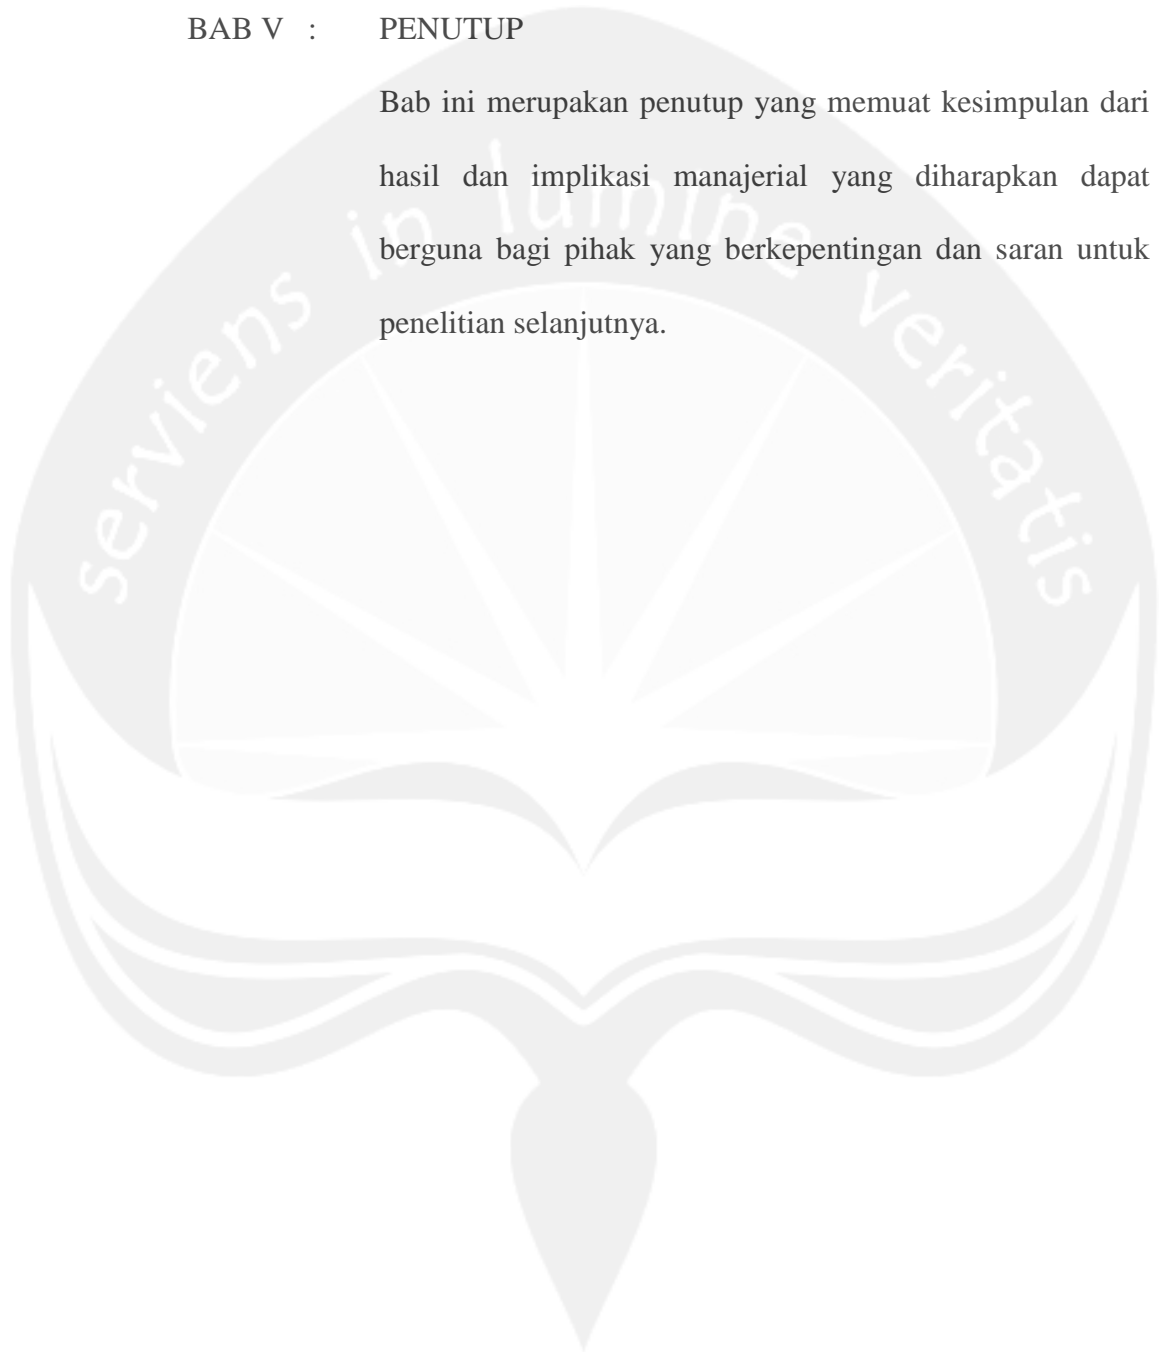 BAB V : PENUTUP
Bab ini merupakan penutup yang memuat kesimpulan dari
hasil dan implikasi manajerial yang diharapkan dapat
berguna bagi pihak yang berkepentingan dan saran untuk
penelitian selanjutnya.
serviens in lumine veritatis